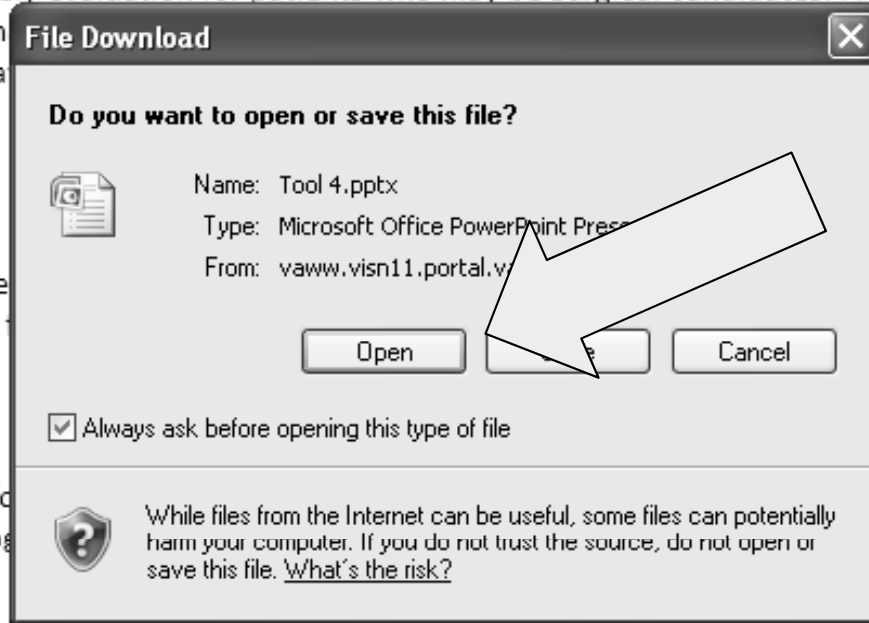 File Download
Do you want to open or save this file?
Name: Tool 4.pptx
Type: Microsoft Office PowerPoint
From: vaww.visn11.portal.
Open
Cancel
Always ask before opening this type of file
While files from the Internet can be useful, some files can potentially
harm your computer. If you do not trust the source, do not open or
save this file. What's the risk?